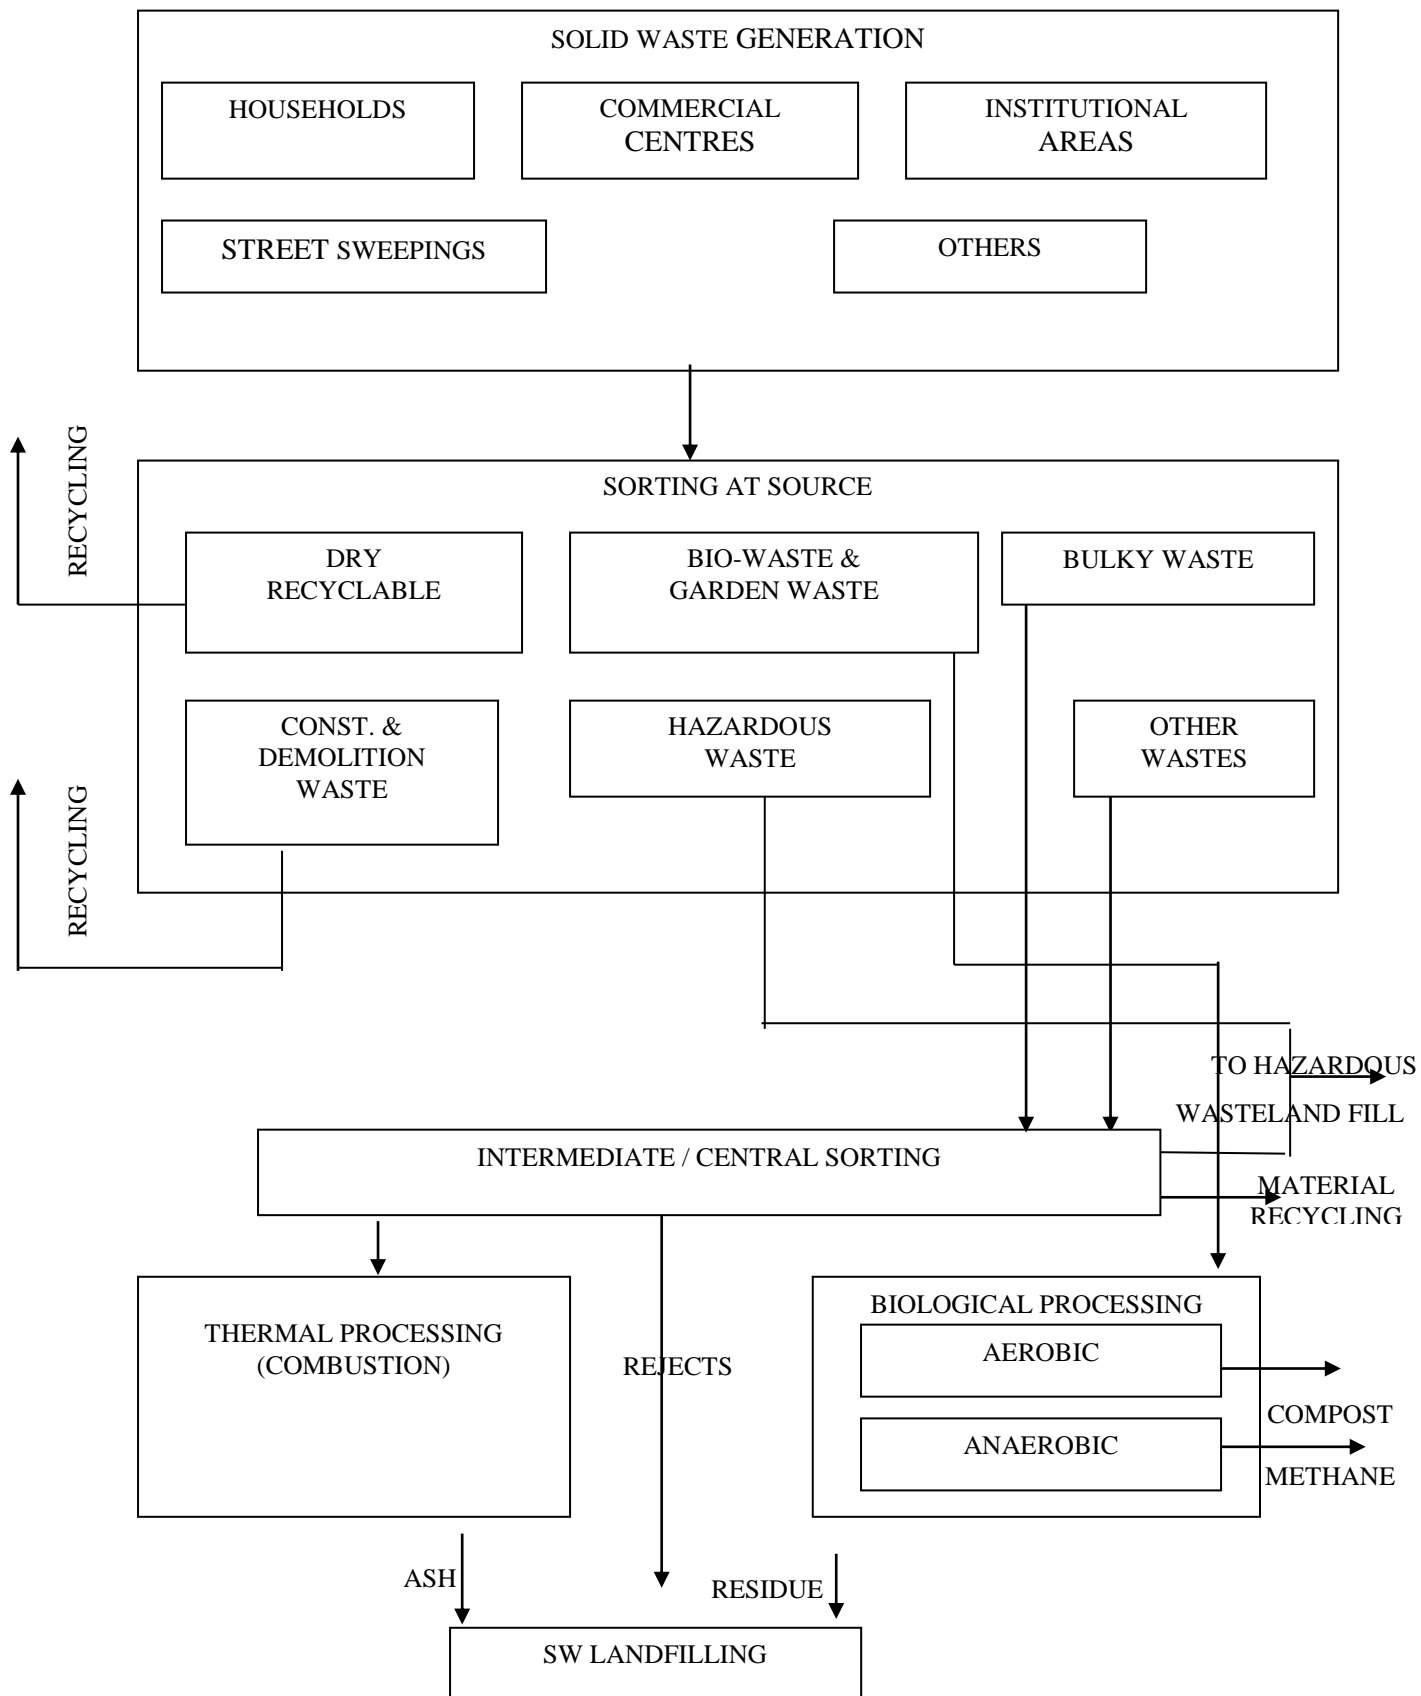 SOLID WASTE GENERATION
HOUSEHOLDS
COMMERCIAL
CENTRES
INSTITUTIONAL
AREAS
STREET SWEEPINGS
OTHERS
RECYCLING
SORTING AT SOURCE
DRY
RECYCLABLE
BIO-WASTE &
GARDEN WASTE
BULKY WASTE
RECYCLING
CONST. &
DEMOLITION
WASTE
HAZARDOUS
WASTE
OTHER
WASTES
TO HAZARDOUS
WASTELAND FILL
INTERMEDIATE / CENTRAL SORTING
MATERIAL
RECYCLING
THERMAL PROCESSING
(COMBUSTION)
REJECTS
BIOLOGICAL PROCESSING
AEROBIC
COMPOST
ANAEROBIC
METHANE
ASH
RESIDUE
SW LANDFILLING